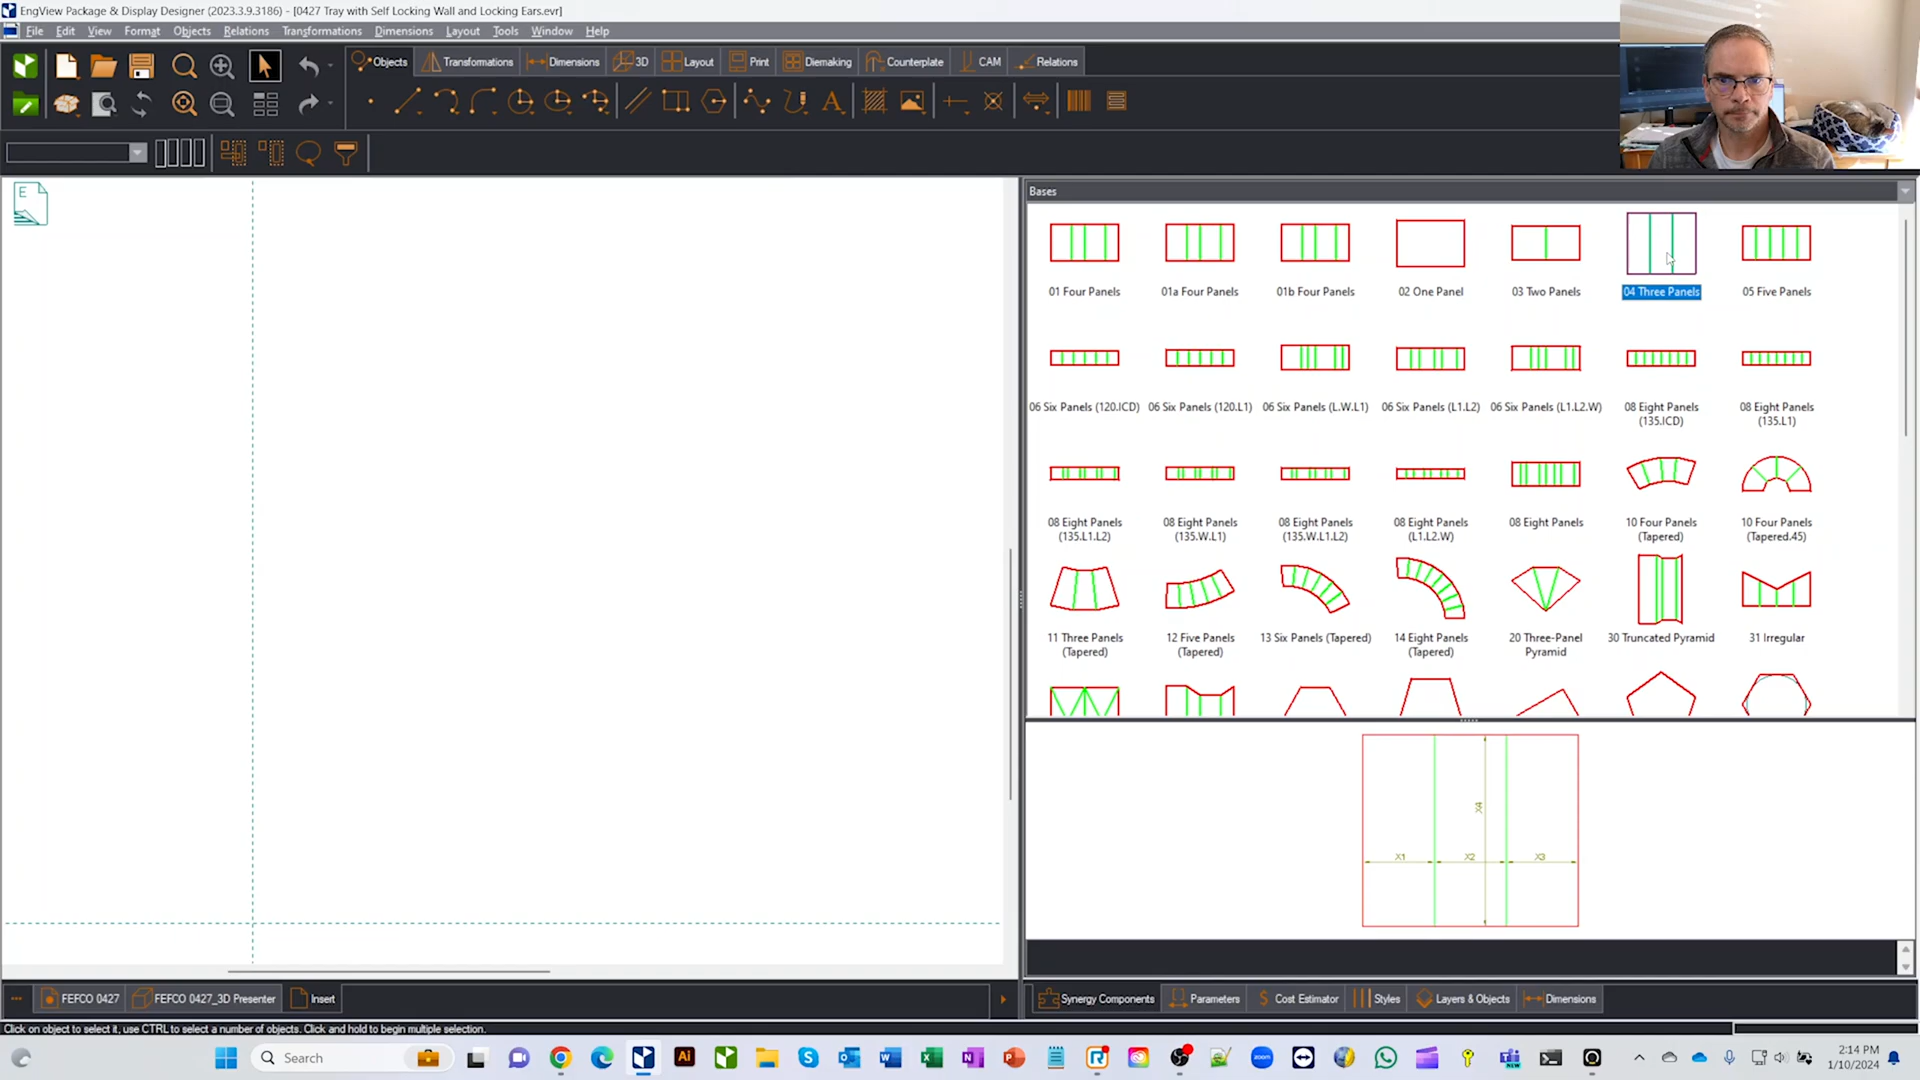 EngView Package & Display Designer (2023.3.9.3186) - [0427 Tray with Self Locking Wall and Locking Ears.evr]
File Edit View Format Objects Relations Transformations Dimensions Layout Tools Window Help
Objects Transformations Dimensions 3D Layout Print Diemaking Counterplate CAM Relations
E
Bases
01 Four Panels 01a Four Panels 01b Four Panels 02 One Panel 03 Two Panels 04 Three Panels 05 Five Panels
06 Six Panels (120.ICD) 06 Six Panels (120.L1) 06 Six Panels (L.W.L1) 06 Six Panels (L1.L2) 06 Six Panels (L1.L2.W) 08 Eight Panels (135.ICD) 08 Eight Panels (135.L1)
08 Eight Panels (135.L1.L2) 08 Eight Panels (135.W.L1) 08 Eight Panels (135.W.L1.L2) 08 Eight Panels (L1.L2.W) 08 Eight Panels 10 Four Panels (Tapered) 10 Four Panels (Tapered.45)
11 Three Panels (Tapered) 12 Five Panels (Tapered) 13 Six Panels (Tapered) 14 Eight Panels (Tapered) 20 Three-Panel Pyramid 30 Truncated Pyramid 31 Irregular
X4
X1 X2 X3
FEFCO 0427 FEFCO 0427_3D Presenter Insert
Synergy Components Parameters Cost Estimator Styles Layers & Objects Dimensions
Click on object to select it, use CTRL to select a number of objects. Click and hold to begin multiple selection.
Search
2:14 PM
1/10/2024